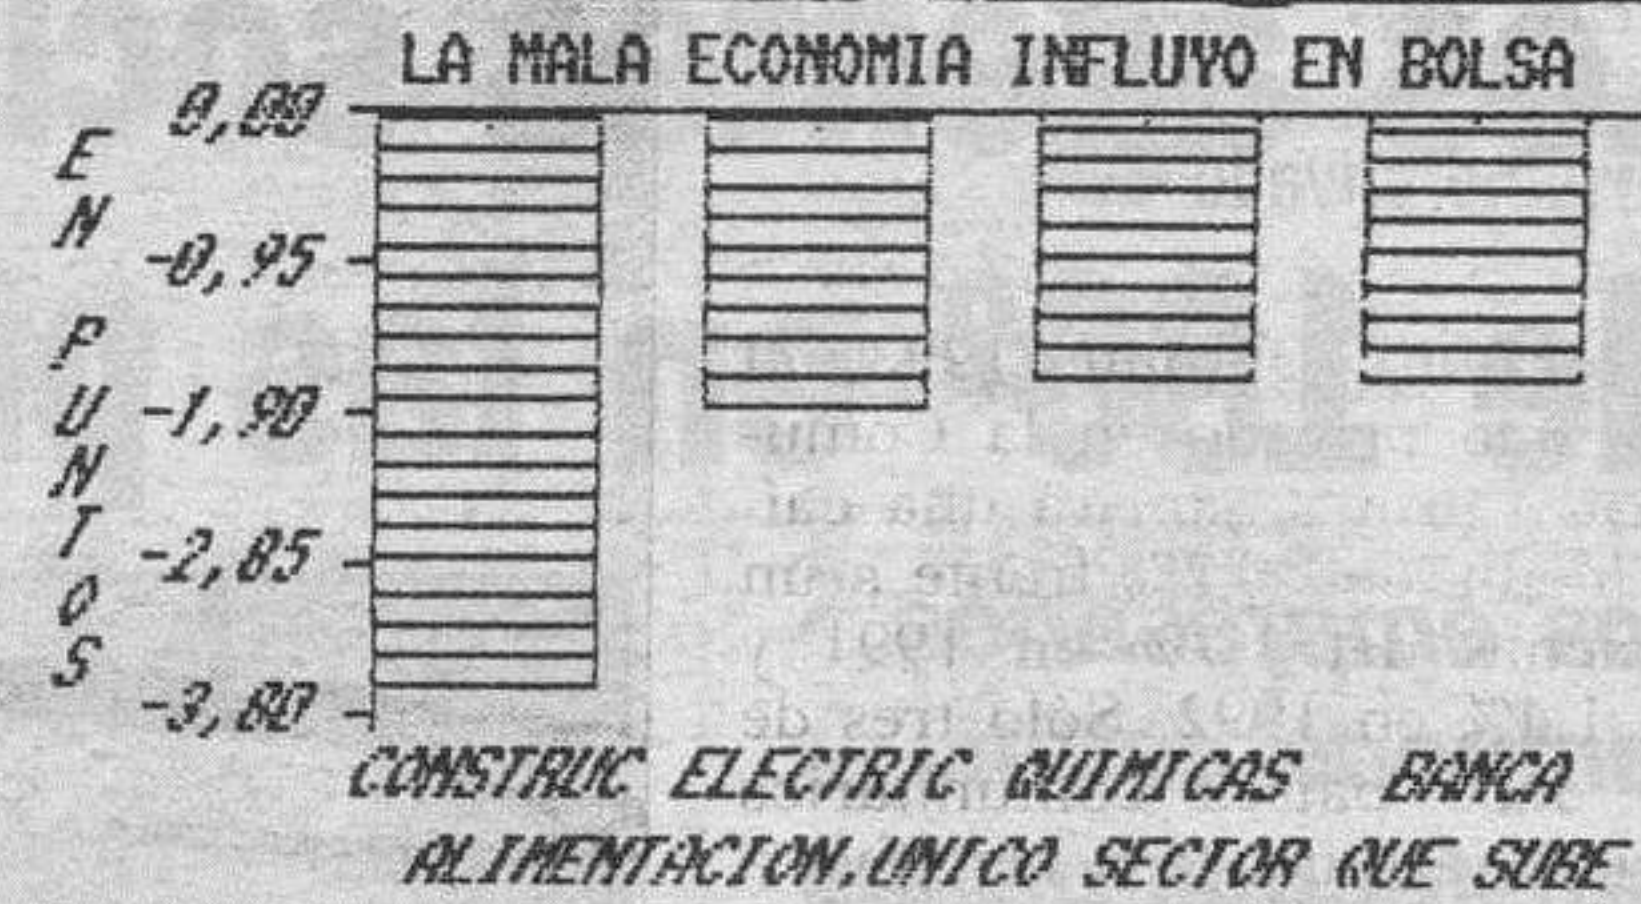 LA MALA ECONOMIA INFLUYO EN BOLSA
EN PUNTOS
0,00
-0,95
-1,90
-2,85
-3,80
CONSTRUC ELECTRIC QUIMICAS BANCA
ALIMENTACION,UNICO SECTOR QUE SUBE